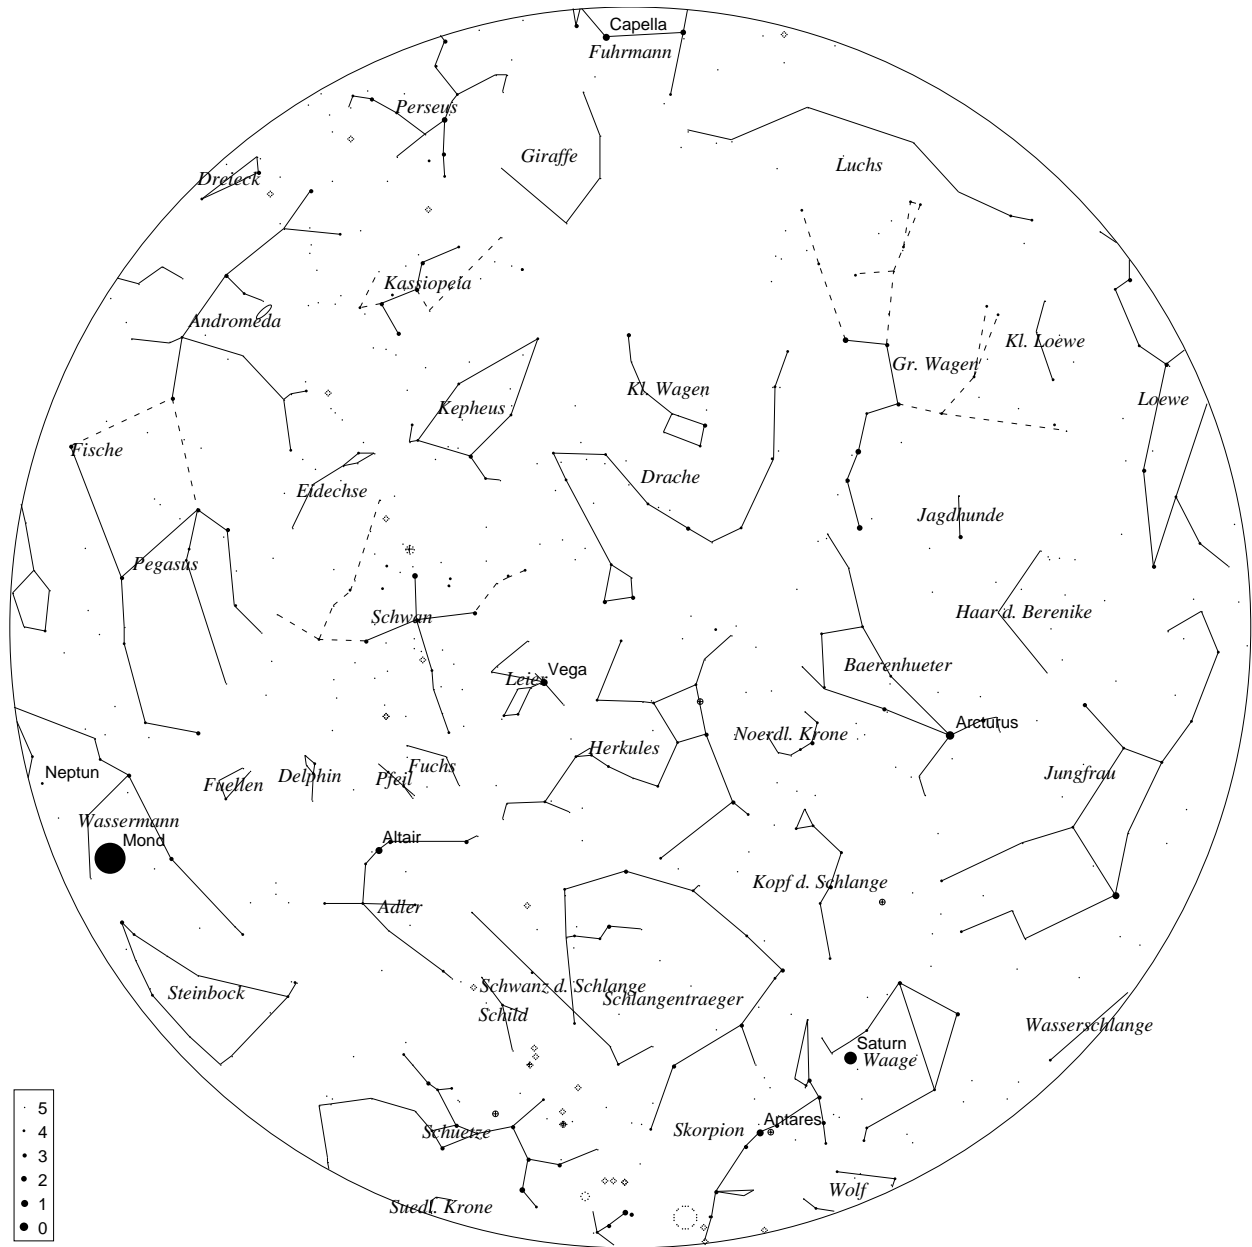 Capella
Fuhrmann
Perseus
Giraffe
Luchs
Dreieck
Kassiopeia
Andromeda
Kl. Loewe
Gr. Wagen
Kl. Wagen
Loewe
Kepheus
Fische
Drache
Eidechse
Jagdhunde
Pegasus
Schwan
Haar d. Berenike
Baerenhueter
Vega
Leier
Arcturus
Noerdl. Krone
Herkules
Neptun
Fuchs
Jungfrau
Delphin
Pfeil
Fuellen
Wassermann
Mond
Altair
Kopf d. Schlange
Adler
Schwanz d. Schlange
Steinbock
Schlangentraeger
Schild
Wasserschlange
Saturn
Waage
Antares
Skorpion
Schuetze
Wolf
Suedl. Krone
5
4
3
2
1
0